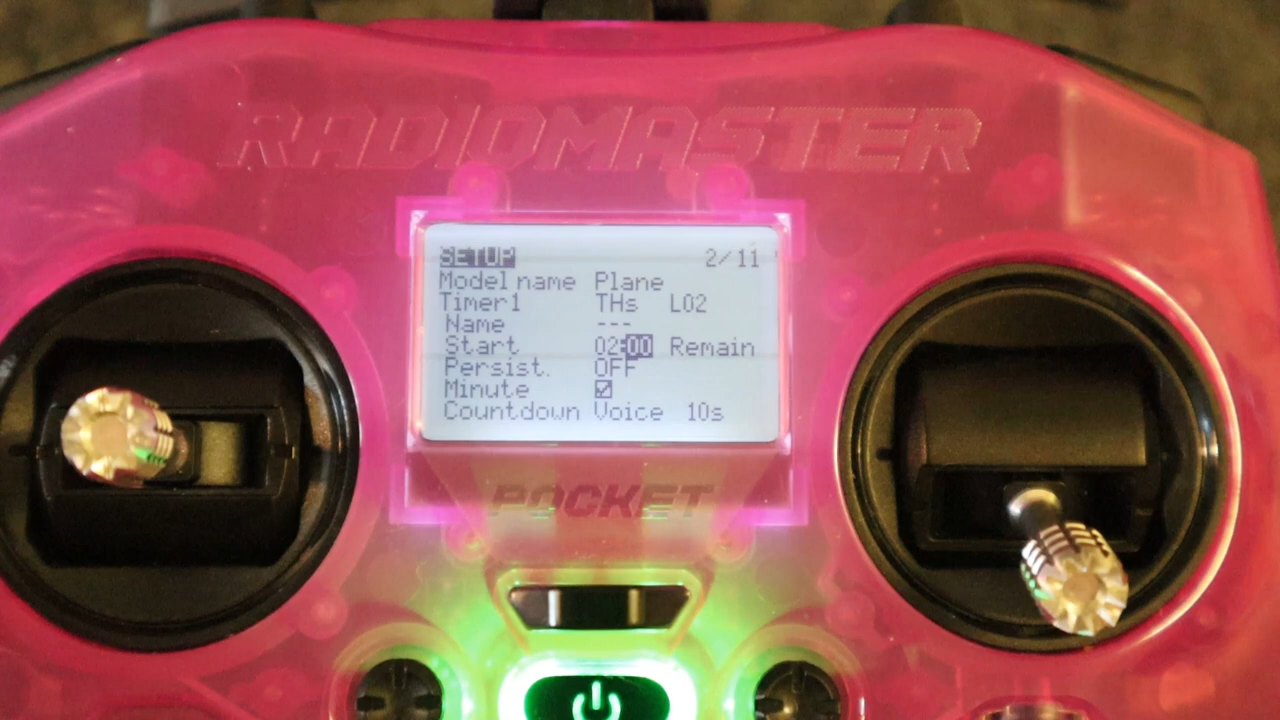 RADIOMASTER
SETUP 2/11
Model name Plane
Timer1 THs L02
Name ---
Start 02:00 Remain
Persist. OFF
Minute ☑
Countdown Voice 10s
POCKET